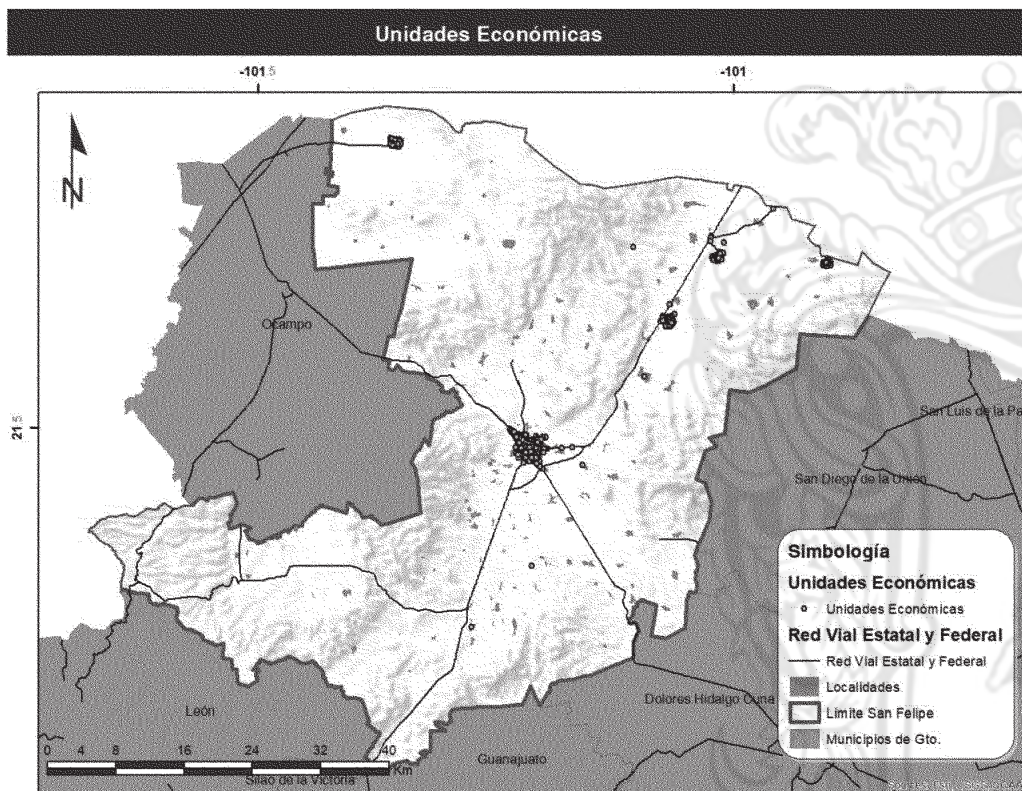 Unidades Económicas
-101.5
-101
N
21.5
Ocampo
San Luis de la Pa
San Diego de la Unión
Dolores Hidalgo Cuna
León
Guanajuato
Silao de la Victoria
0 4 8 16 24 32 40
Km
Simbología
Unidades Económicas
Unidades Económicas
Red Vial Estatal y Federal
Red Vial Estatal y Federal
Localidades
Limite San Felipe
Municipios de Gto.